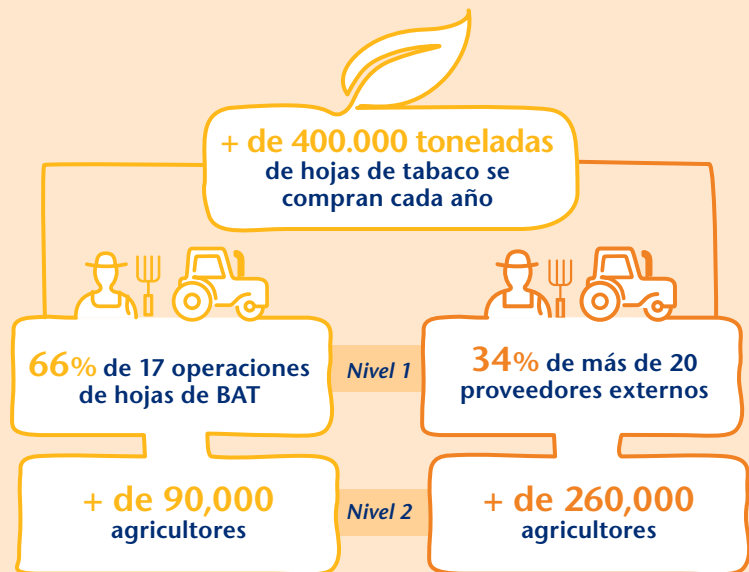 + de 400.000 toneladas
de hojas de tabaco se
compran cada año
66% de 17 operaciones
de hojas de BAT
Nivel 1
34% de más de 20
proveedores externos
+ de 90,000
agricultores
Nivel 2
+ de 260,000
agricultores